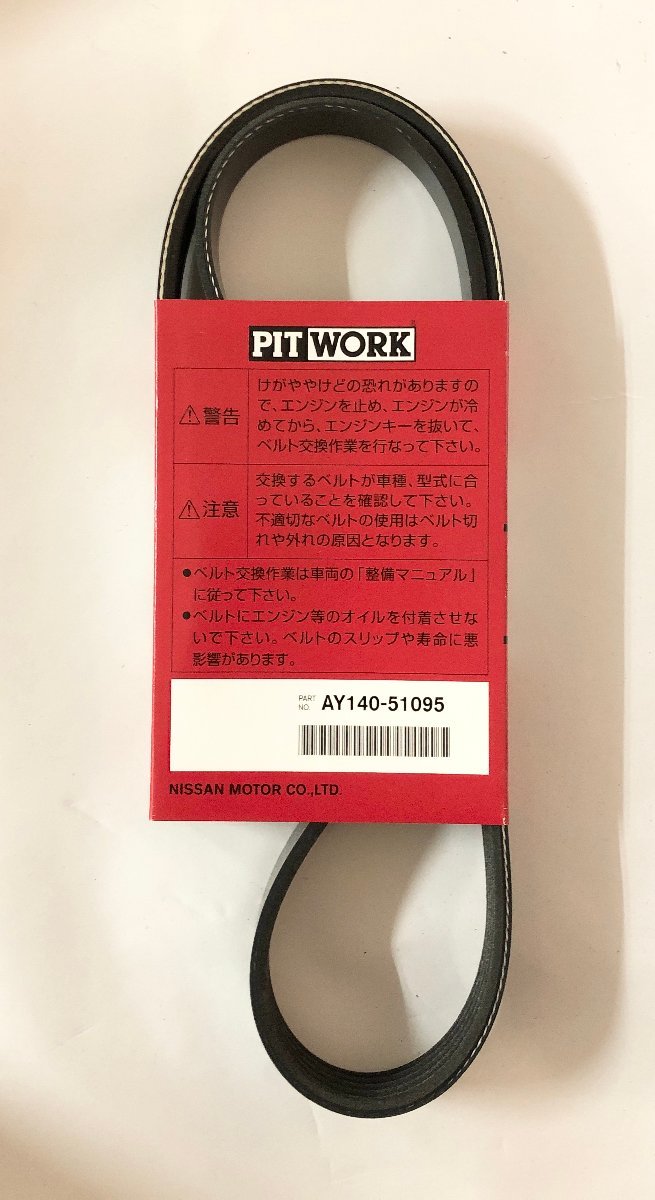 PIT WORK
警告
けがややけどの恐れがありますの
で、エンジンを止め、エンジンが冷
めてから、エンジンキーを抜いて、
ベルト交換作業を行なって下さい。
注意
交換するベルトが車種、型式に合
っていることを確認して下さい。
不適切なベルトの使用はベルト切
れや外れの原因となります。
●ベルト交換作業は車両の「整備マニュアル」
に従って下さい。
●ベルトにエンジン等のオイルを付着させな
いで下さい。ベルトのスリップや寿命に悪
影響があります。
PART
NO. AY140-51095
NISSAN MOTOR CO.,LTD.